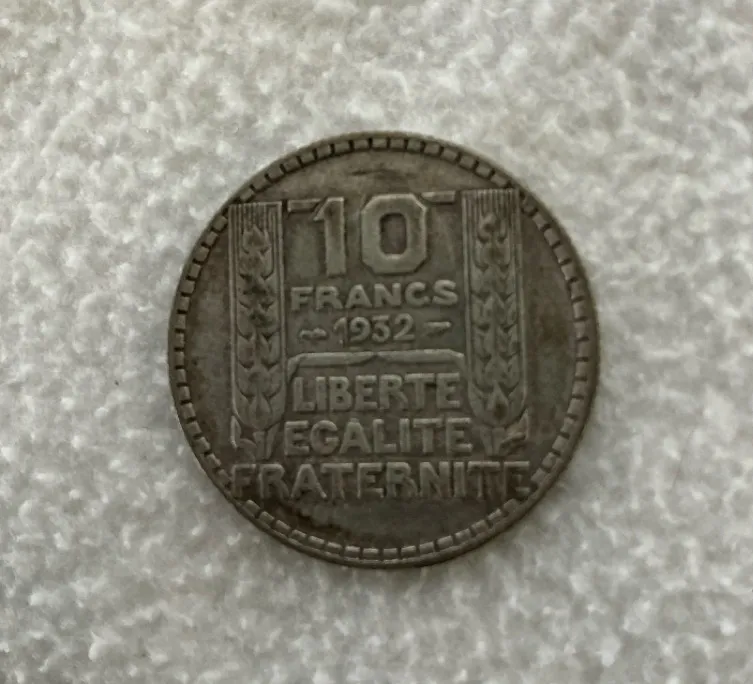 10
FRANCS
1932
LIBERTE
EGALITE
FRATERNITE